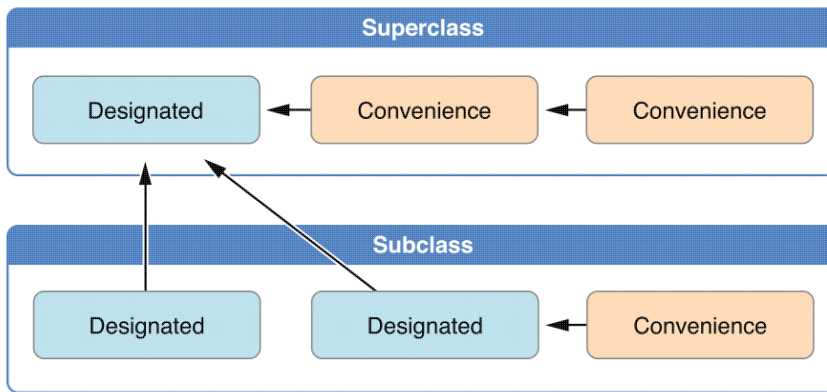 Superclass
Designated
Convenience
Convenience
Subclass
Designated
Designated
Convenience